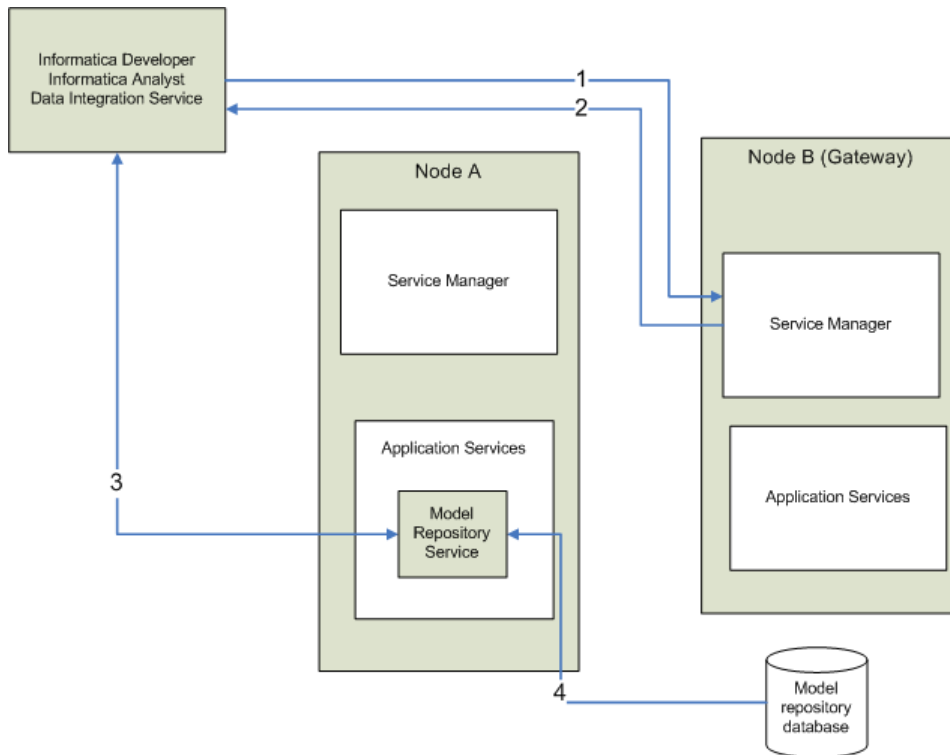 Informatica Developer
Informatica Analyst
Data Integration Service
1
2
Node A
Service Manager
Application Services
Model
Repository
Service
3
4
Node B (Gateway)
Service Manager
Application Services
Model
repository
database